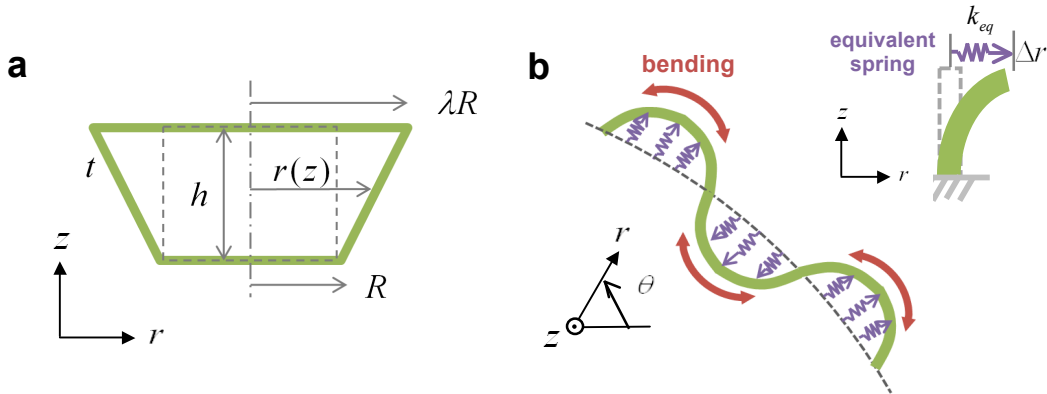 a
λR
t
h
r(z)
R
z
r
b
bending
equivalent
spring
k_eq
Δr
z
r
r
θ
z